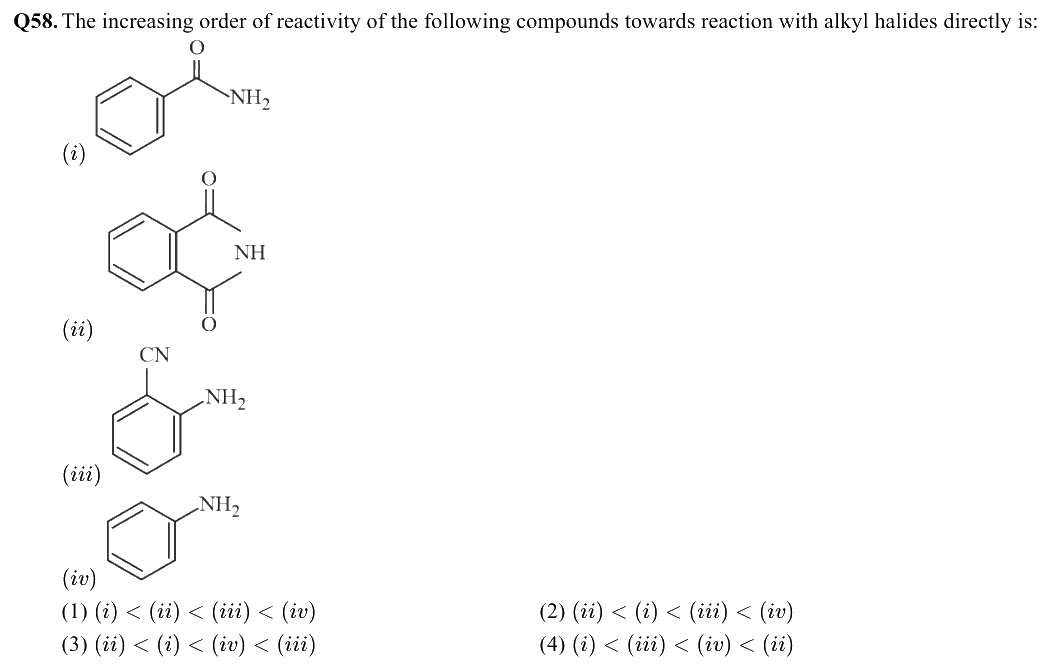 Q58. The increasing order of reactivity of the following compounds towards reaction with alkyl halides directly is:
O
NH2
(i)
O
NH
O
(ii)
CN
NH2
(iii)
NH2
(iv)
(1) (i) < (ii) < (iii) < (iv)
(2) (ii) < (i) < (iii) < (iv)
(3) (ii) < (i) < (iv) < (iii)
(4) (i) < (iii) < (iv) < (ii)